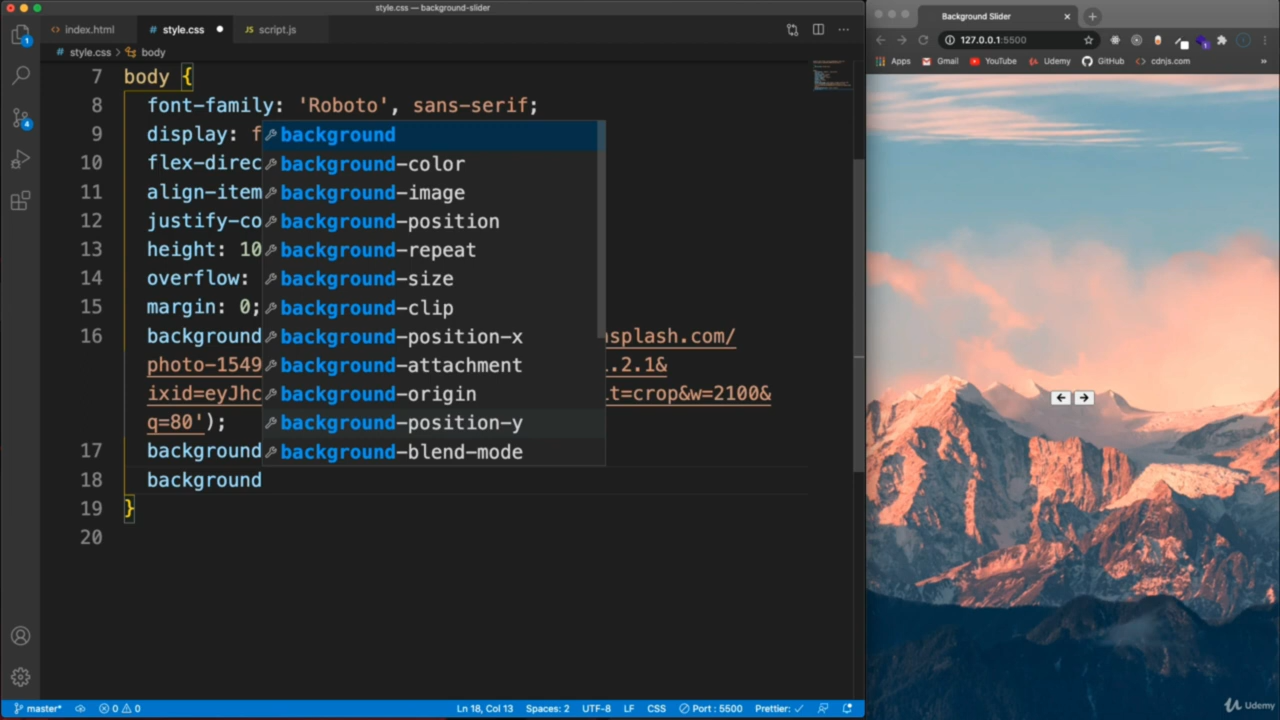 style.css — background-slider
index.html
style.css
script.js
style.css > body
7 body {
8 font-family: 'Roboto', sans-serif;
9 display: f
10 flex-direc
11 align-item
12 justify-co
13 height: 10
14 overflow:
15 margin: 0;
16 background nsplash.com/
photo-1549 .2.1&
ixid=eyJhc it=crop&w=2100&
q=80');
17 background
18 background
19 }
20
background
background-color
background-image
background-position
background-repeat
background-size
background-clip
background-position-x
background-attachment
background-origin
background-position-y
background-blend-mode
1
4
master* 0 0
Ln 18, Col 13 Spaces: 2 UTF-8 LF CSS Port : 5500 Prettier: ✓
Background Slider
127.0.0.1:5500
Apps Gmail YouTube Udemy GitHub cdnjs.com »
← →
Udemy